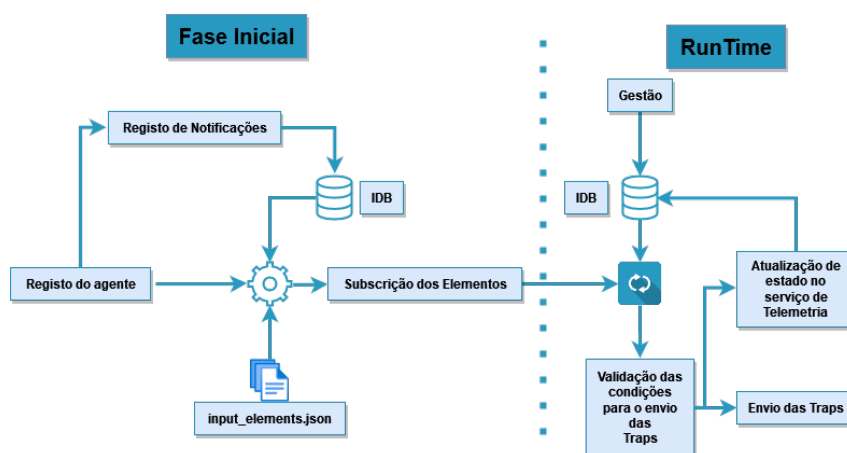 Fase Inicial
RunTime
Gestão
Registo de Notificações
IDB
IDB
Registo do agente
Subscrição dos Elementos
Atualização de
estado no
serviço de
Telemetria
input_elements.json
Validação das
condições
para o envio
das
Traps
Envio das Traps